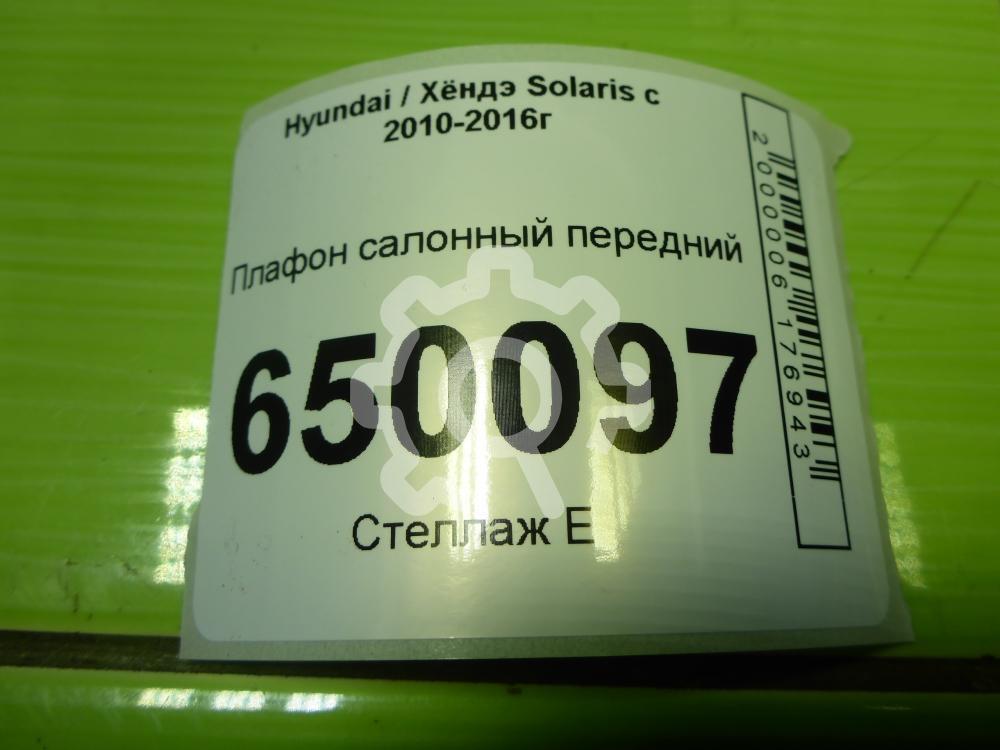 Hyundai / Хёндэ Solaris с
2010-2016г
Плафон салонный передний
650097
Стеллаж Е
2000006176943